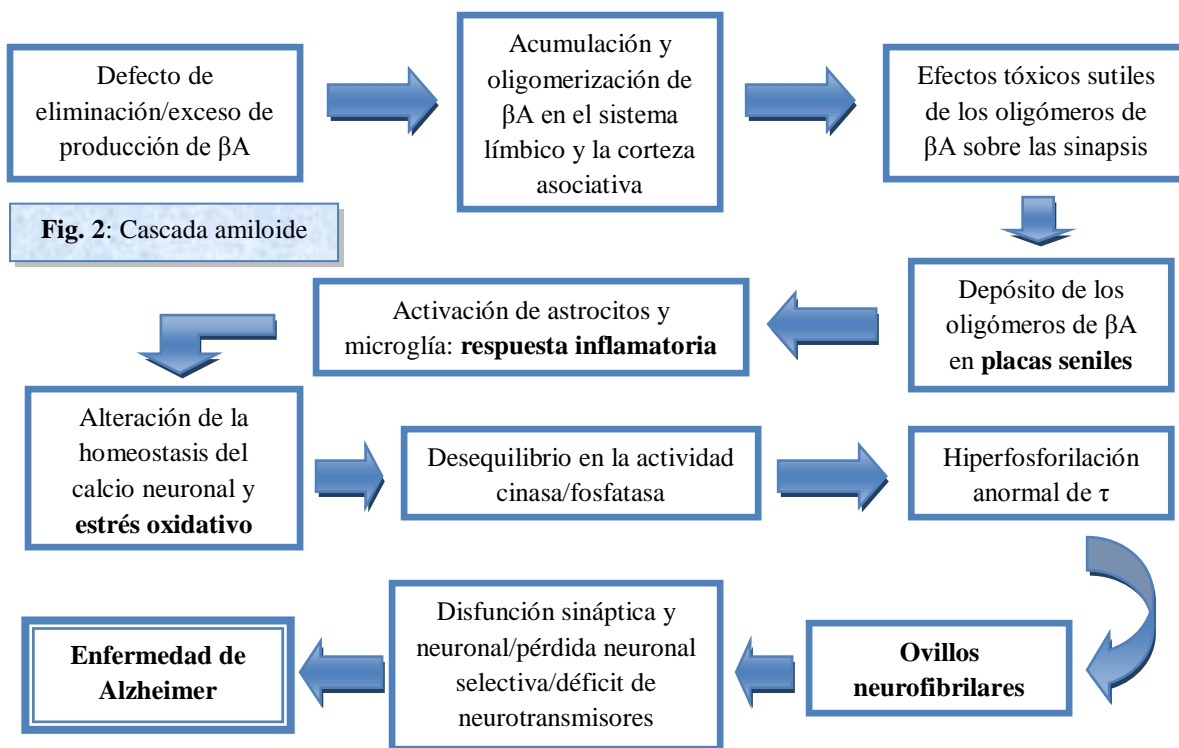 Defecto de
eliminación/exceso de
producción de βA
Acumulación y
oligomerización de
βA en el sistema
límbico y la corteza
asociativa
Efectos tóxicos sutiles
de los oligómeros de
βA sobre las sinapsis
Fig. 2: Cascada amiloide
Depósito de los
oligómeros de βA
en placas seniles
Activación de astrocitos y
microglía: respuesta inflamatoria
Alteración de la
homeostasis del
calcio neuronal y
estrés oxidativo
Desequilibrio en la actividad
cinasa/fosfatasa
Hiperfosforilación
anormal de τ
Ovillos
neurofibrilares
Disfunción sináptica y
neuronal/pérdida neuronal
selectiva/déficit de
neurotransmisores
Enfermedad de
Alzheimer